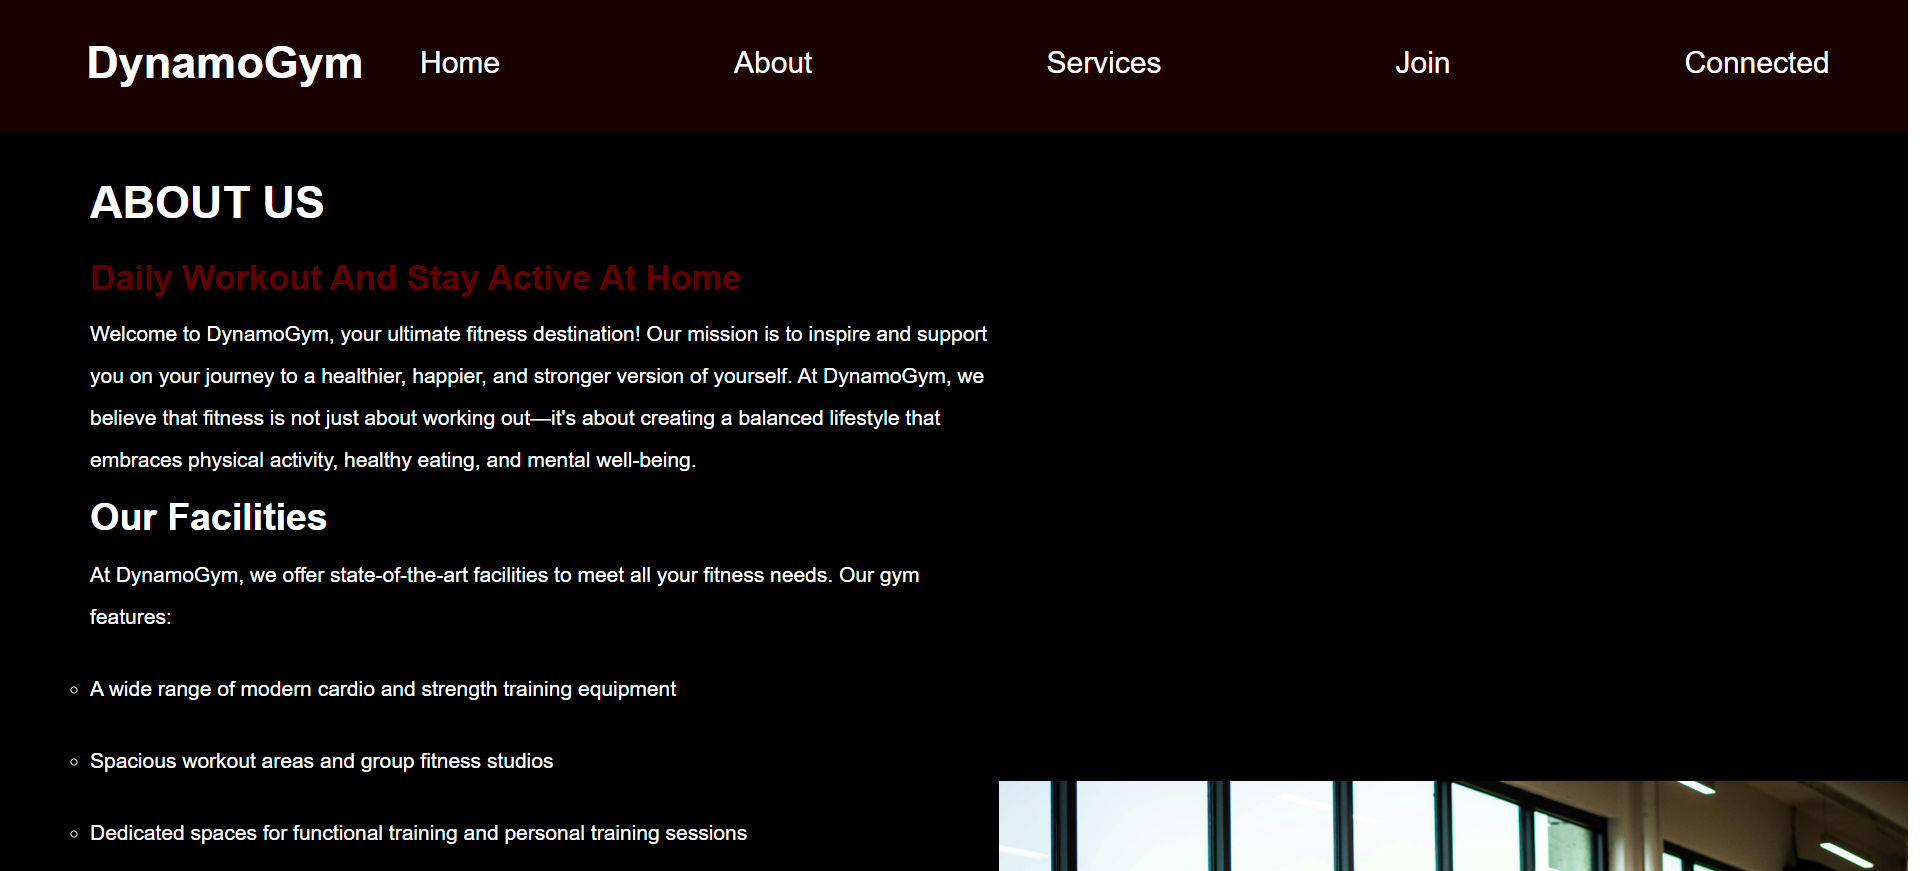 DynamoGym Home About Services Join Connected
ABOUT US
Daily Workout And Stay Active At Home
Welcome to DynamoGym, your ultimate fitness destination! Our mission is to inspire and support
you on your journey to a healthier, happier, and stronger version of yourself. At DynamoGym, we
believe that fitness is not just about working out—it's about creating a balanced lifestyle that
embraces physical activity, healthy eating, and mental well-being.
Our Facilities
At DynamoGym, we offer state-of-the-art facilities to meet all your fitness needs. Our gym
features:
A wide range of modern cardio and strength training equipment
Spacious workout areas and group fitness studios
Dedicated spaces for functional training and personal training sessions